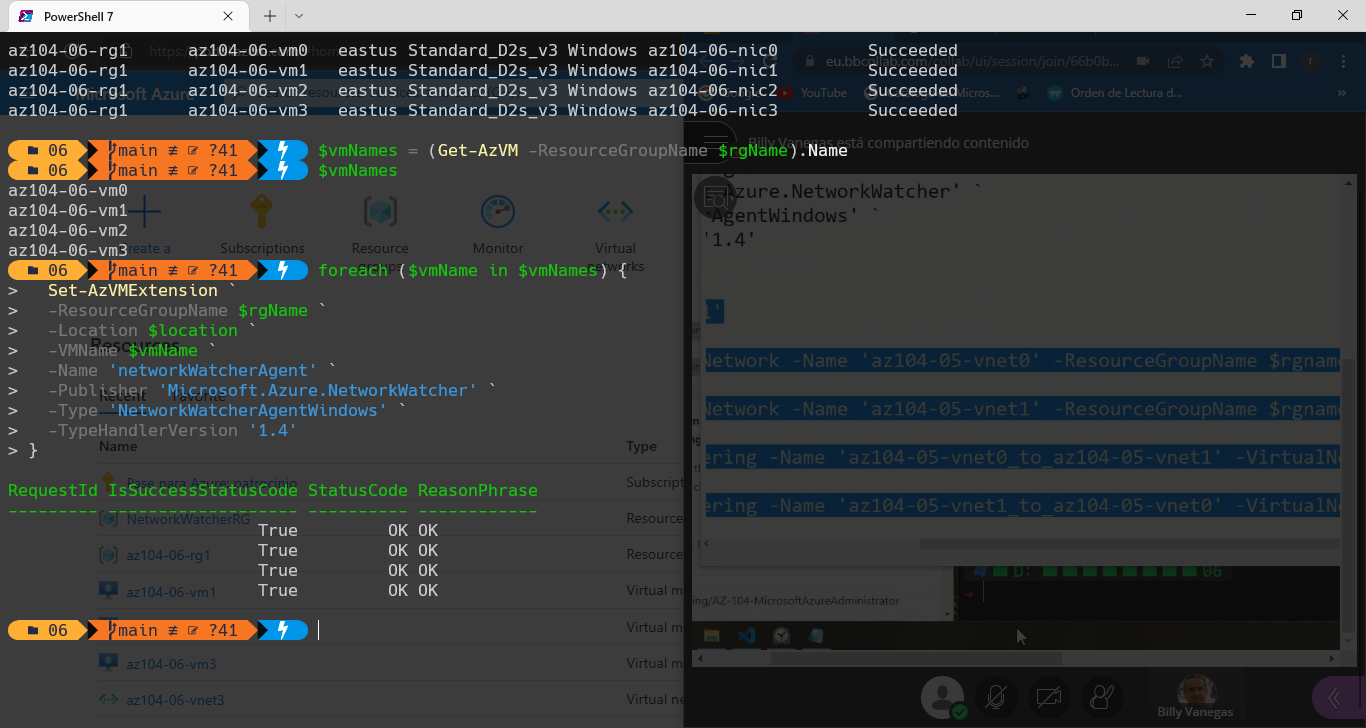 PowerShell 7
az104-06-rg1 az104-06-vm0 eastus Standard_D2s_v3 Windows az104-06-nic0 Succeeded
az104-06-rg1 az104-06-vm1 eastus Standard_D2s_v3 Windows az104-06-nic1 Succeeded
az104-06-rg1 az104-06-vm2 eastus Standard_D2s_v3 Windows az104-06-nic2 Succeeded
az104-06-rg1 az104-06-vm3 eastus Standard_D2s_v3 Windows az104-06-nic3 Succeeded
06 main ≢ ?41 $vmNames = (Get-AzVM -ResourceGroupName $rgName).Name
06 main ≢ ?41 $vmNames
az104-06-vm0
az104-06-vm1
az104-06-vm2
az104-06-vm3
06 main ≢ ?41 foreach ($vmName in $vmNames) {
> Set-AzVMExtension `
> -ResourceGroupName $rgName `
> -Location $location `
> -VMName $vmName `
> -Name 'networkWatcherAgent' `
> -Publisher 'Microsoft.Azure.NetworkWatcher' `
> -Type 'NetworkWatcherAgentWindows' `
> -TypeHandlerVersion '1.4'
> }
RequestId IsSuccessStatusCode StatusCode ReasonPhrase
--------- ------------------- ---------- ------------
True OK OK
True OK OK
True OK OK
True OK OK
06 main ≢ ?41
Microsoft Azure
Create a
Subscriptions
Resource
groups
Monitor
Virtual
networks
Resources
Recent Favorite
Name Type
Pase para Azure: patrocinio Subscript
NetworkWatcherRG Resource
az104-06-rg1 Resource
az104-06-vm1 Virtual m
Virtual m
az104-06-vm3 Virtual m
az104-06-vnet3 Virtual ne
eu.bbcollab.com/collab/ui/session/join/66b0b...
YouTube
Orden de Lectura d...
»
Billy Vanegas está compartiendo contenido
.Azure.NetworkWatcher' `
AgentWindows' `
'1.4'
Network -Name 'az104-05-vnet0' -ResourceGroupName $rgname
Network -Name 'az104-05-vnet1' -ResourceGroupName $rgname
ering -Name 'az104-05-vnet0_to_az104-05-vnet1' -VirtualNe
ering -Name 'az104-05-vnet1_to_az104-05-vnet0' -VirtualNe
D: 06
ing/AZ-104-MicrosoftAzureAdministrator
Billy Vanegas